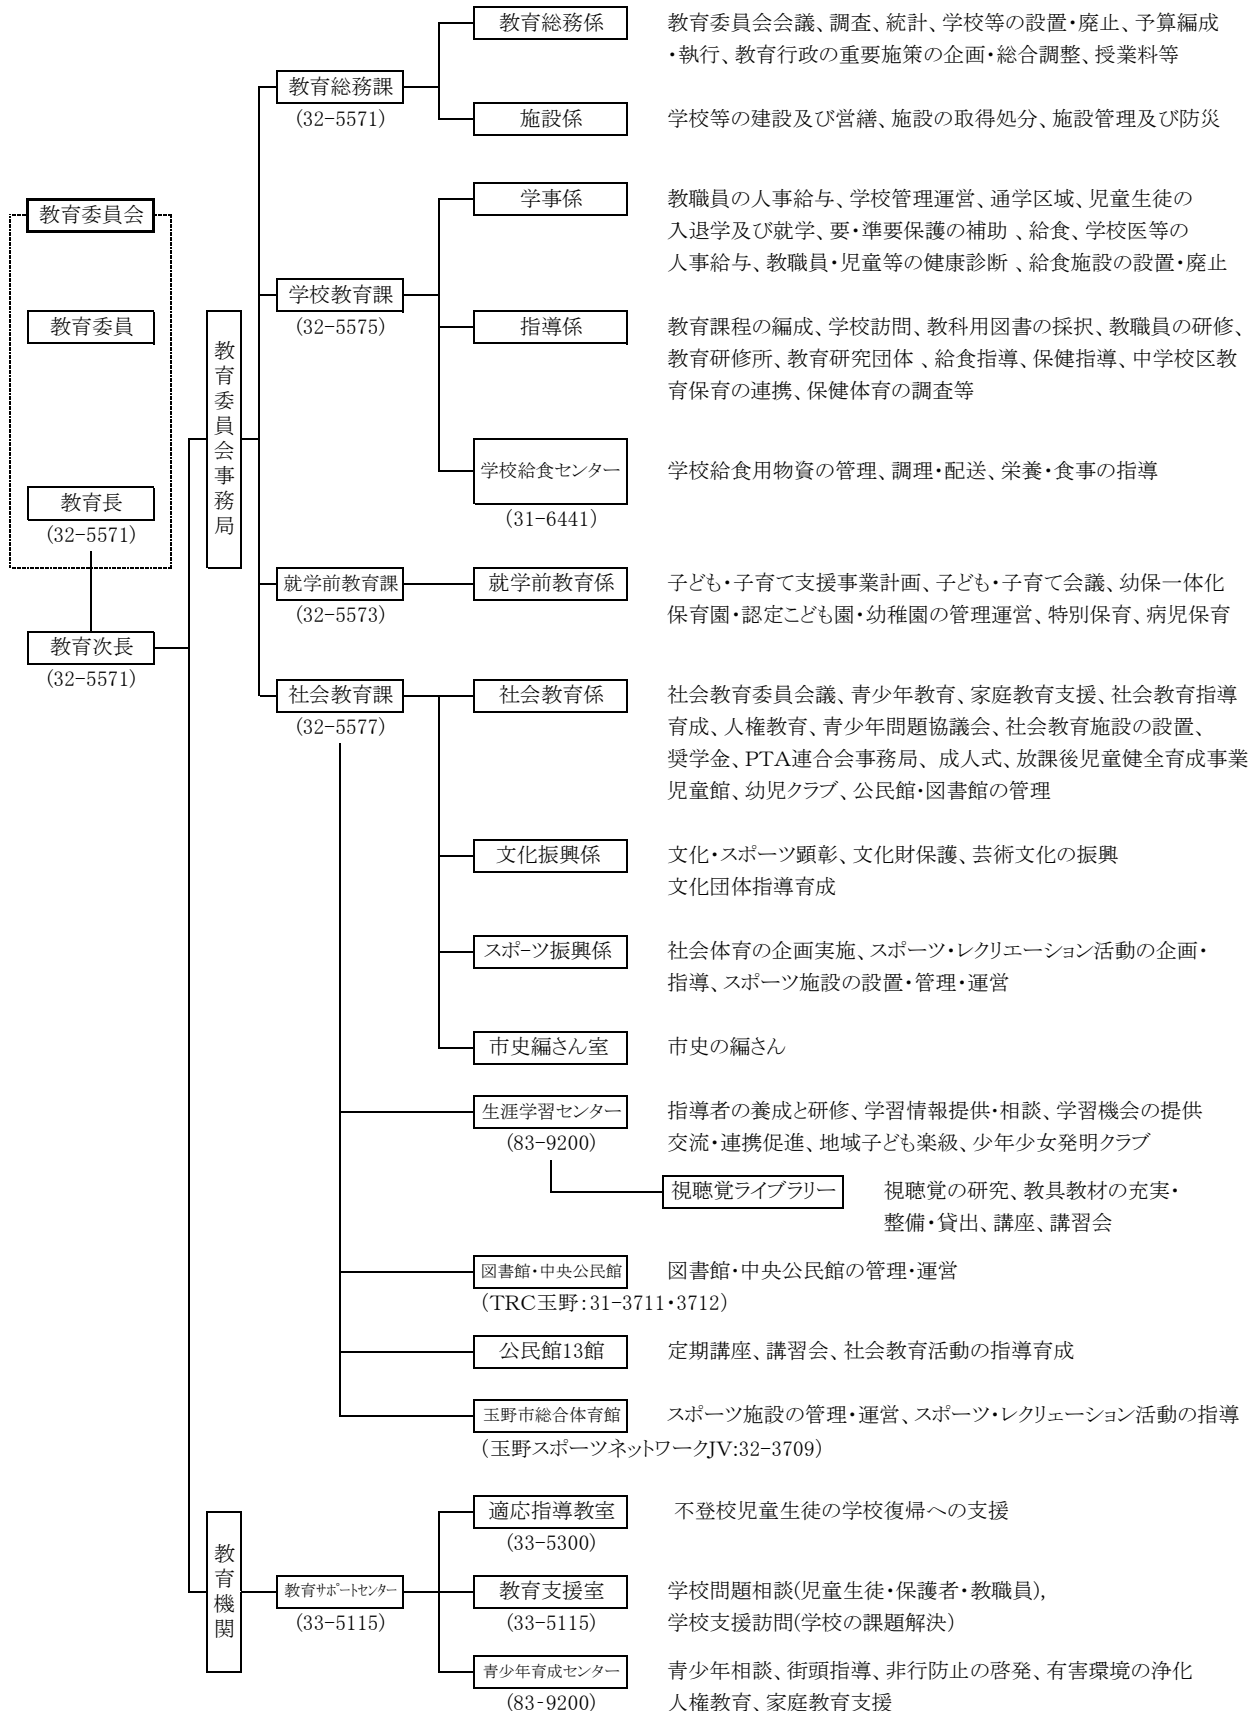 教育総務係
教育委員会会議、調査、統計、学校等の設置・廃止、予算編成
・執行、教育行政の重要施策の企画・総合調整、授業料等
教育総務課
(32-5571)
施設係
学校等の建設及び営繕、施設の取得処分、施設管理及び防災
教育委員会
教育委員
教育長
(32-5571)
教育次長
(32-5571)
教育委員会事務局
学事係
教職員の人事給与、学校管理運営、通学区域、児童生徒の
入退学及び就学、要・準要保護の補助 、給食、学校医等の
人事給与、教職員・児童等の健康診断 、給食施設の設置・廃止
学校教育課
(32-5575)
指導係
教育課程の編成、学校訪問、教科用図書の採択、教職員の研修、
教育研修所、教育研究団体 、給食指導、保健指導、中学校区教
育保育の連携、保健体育の調査等
学校給食センター
(31-6441)
学校給食用物資の管理、調理・配送、栄養・食事の指導
就学前教育課
(32-5573)
就学前教育係
子ども・子育て支援事業計画、子ども・子育て会議、幼保一体化
保育園・認定こども園・幼稚園の管理運営、特別保育、病児保育
社会教育課
(32-5577)
社会教育係
社会教育委員会議、青少年教育、家庭教育支援、社会教育指導
育成、人権教育、青少年問題協議会、社会教育施設の設置、
奨学金、PTA連合会事務局、 成人式、放課後児童健全育成事業
児童館、幼児クラブ、公民館・図書館の管理
文化振興係
文化・スポーツ顕彰、文化財保護、芸術文化の振興
文化団体指導育成
スポーツ振興係
社会体育の企画実施、スポーツ・レクリエーション活動の企画・
指導、スポーツ施設の設置・管理・運営
市史編さん室
市史の編さん
生涯学習センター
(83-9200)
指導者の養成と研修、学習情報提供・相談、学習機会の提供
交流・連携促進、地域子ども楽級、少年少女発明クラブ
視聴覚ライブラリー
視聴覚の研究、教具教材の充実・
整備・貸出、講座、講習会
図書館・中央公民館
(TRC玉野：31-3711・3712)
図書館・中央公民館の管理・運営
公民館13館
定期講座、講習会、社会教育活動の指導育成
玉野市総合体育館
(玉野スポーツネットワークJV:32-3709)
スポーツ施設の管理・運営、スポーツ・レクリェーション活動の指導
教育機関
教育サポートセンター
(33-5115)
適応指導教室
(33-5300)
不登校児童生徒の学校復帰への支援
教育支援室
(33-5115)
学校問題相談(児童生徒・保護者・教職員),
学校支援訪問(学校の課題解決)
青少年育成センター
(83-9200)
青少年相談、街頭指導、非行防止の啓発、有害環境の浄化
人権教育、家庭教育支援